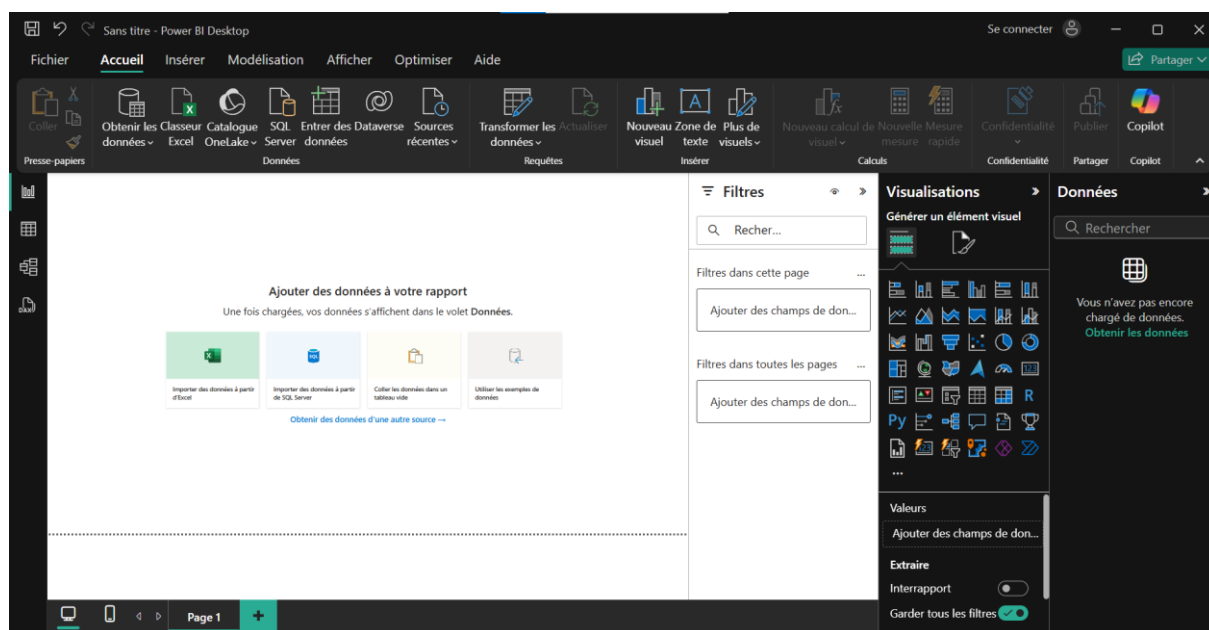 Sans titre - Power BI Desktop
Se connecter
Fichier Accueil Insérer Modélisation Afficher Optimiser Aide
Partager
Coller
Obtenir les données
Classeur Excel
Catalogue OneLake
SQL Server
Entrer des données
Dataverse
Sources récentes
Transformer les données
Actualiser
Nouveau visuel
Zone de texte
Plus de visuels
Nouveau calcul de visuel
Nouvelle mesure
Mesure rapide
Confidentialité
Publier
Copilot
Presse-papiers Données Requêtes Insérer Calculs Confidentialité Partager Copilot
Ajouter des données à votre rapport
Une fois chargées, vos données s'affichent dans le volet Données.
Importer des données à partir
d'Excel
Importer des données à partir
de SQL Server
Coller les données dans un
tableau vide
Utiliser les exemples de
données
Obtenir des données d'une autre source →
Filtres
Recher...
Filtres dans cette page ...
Ajouter des champs de don...
Filtres dans toutes les pages ...
Ajouter des champs de don...
Visualisations
Générer un élément visuel
123
R
Py
...
Valeurs
Ajouter des champs de don...
Extraire
Interrapport
Garder tous les filtres
Données
Rechercher
Vous n'avez pas encore
chargé de données.
Obtenir les données
Page 1
+